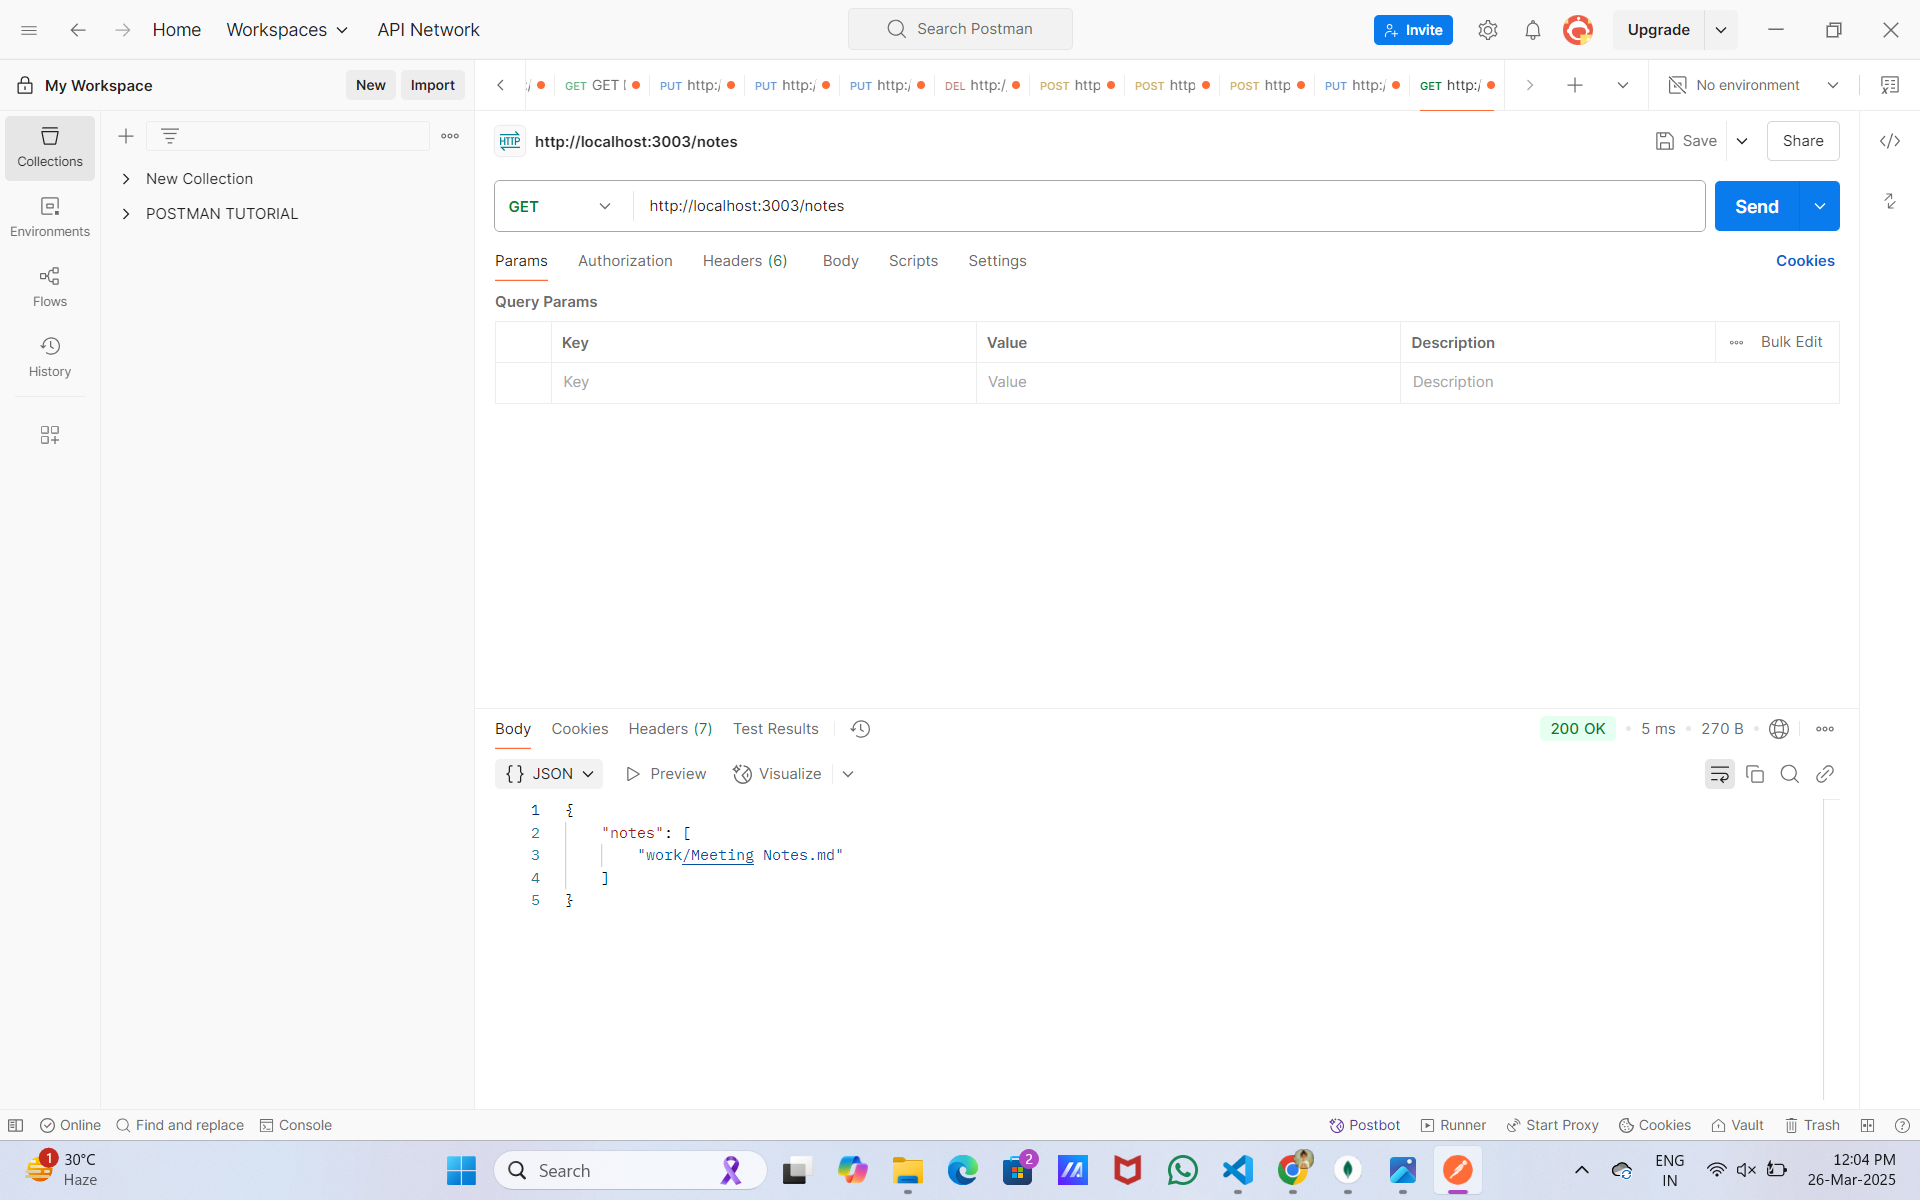 Home
Workspaces
API Network
Search Postman
Invite
Upgrade
My Workspace
New
Import
GET GET
PUT http:/
PUT http:/
PUT http:/
DEL http:/
POST http
POST http
POST http
PUT http:/
GET http:/
No environment
Collections
Environments
Flows
History
New Collection
POSTMAN TUTORIAL
HTTP http://localhost:3003/notes
Save
Share
GET
http://localhost:3003/notes
Send
Params
Authorization
Headers (6)
Body
Scripts
Settings
Cookies
Query Params
Key
Value
Description
Bulk Edit
Key
Value
Description
Body
Cookies
Headers (7)
Test Results
200 OK
5 ms
270 B
{} JSON
Preview
Visualize
1 {
2 "notes": [
3 "work/Meeting Notes.md"
4 ]
5 }
Online
Find and replace
Console
Postbot
Runner
Start Proxy
Cookies
Vault
Trash
1
30°C
Haze
Search
2
ENG
IN
12:04 PM
26-Mar-2025